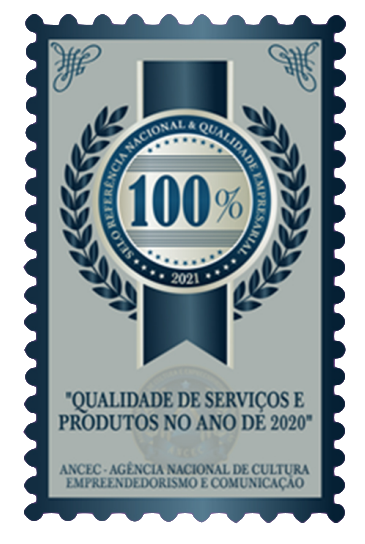 SELO REFERÊNCIA NACIONAL & QUALIDADE EMPRESARIAL
100%
2021
"QUALIDADE DE SERVIÇOS E
PRODUTOS NO ANO DE 2020"
ANCEC
ANCEC - AGÊNCIA NACIONAL DE CULTURA
EMPREENDEDORISMO E COMUNICAÇÃO